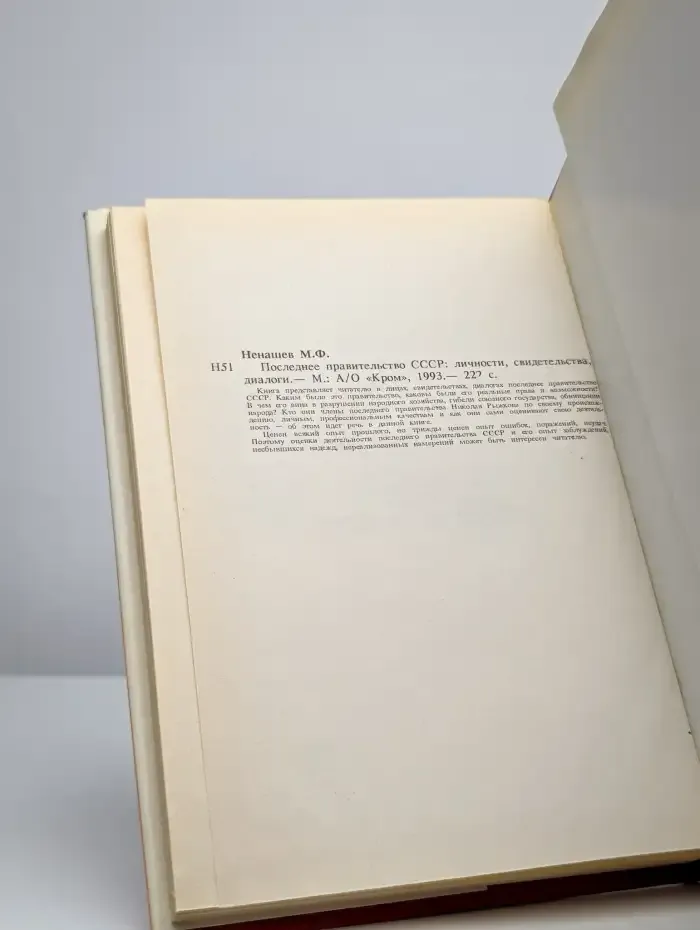 Ненашев М.Ф.
Н51 Последнее правительство СССР: личности, свидетельства,
диалоги.— М.: А/О «Кром», 1993.— 22? с.
Книга представляет читателю в лицах, свидетельствах, диалогах последнее правительство
СССР. Каким было это правительство, каковы были его реальные права и возможности?
В чем его вина в разрушении народного хозяйства, гибели союзного государства, обнищании
народа? Кто они члены последнего правительства Николая Рыжкова по своему происхож-
дению, личным, профессиональным качествам и как они сами оценивают свою деятель-
ность — об этом идет речь в данной книге.
Ценен всякий опыт прошлого, но трижды ценен опыт ошибок, поражений, неудач.
Поэтому оценки деятельности последнего правительства СССР и его опыт заблуждений,
несбывшихся надежд, нереализованных намерений может быть интересен читателю.